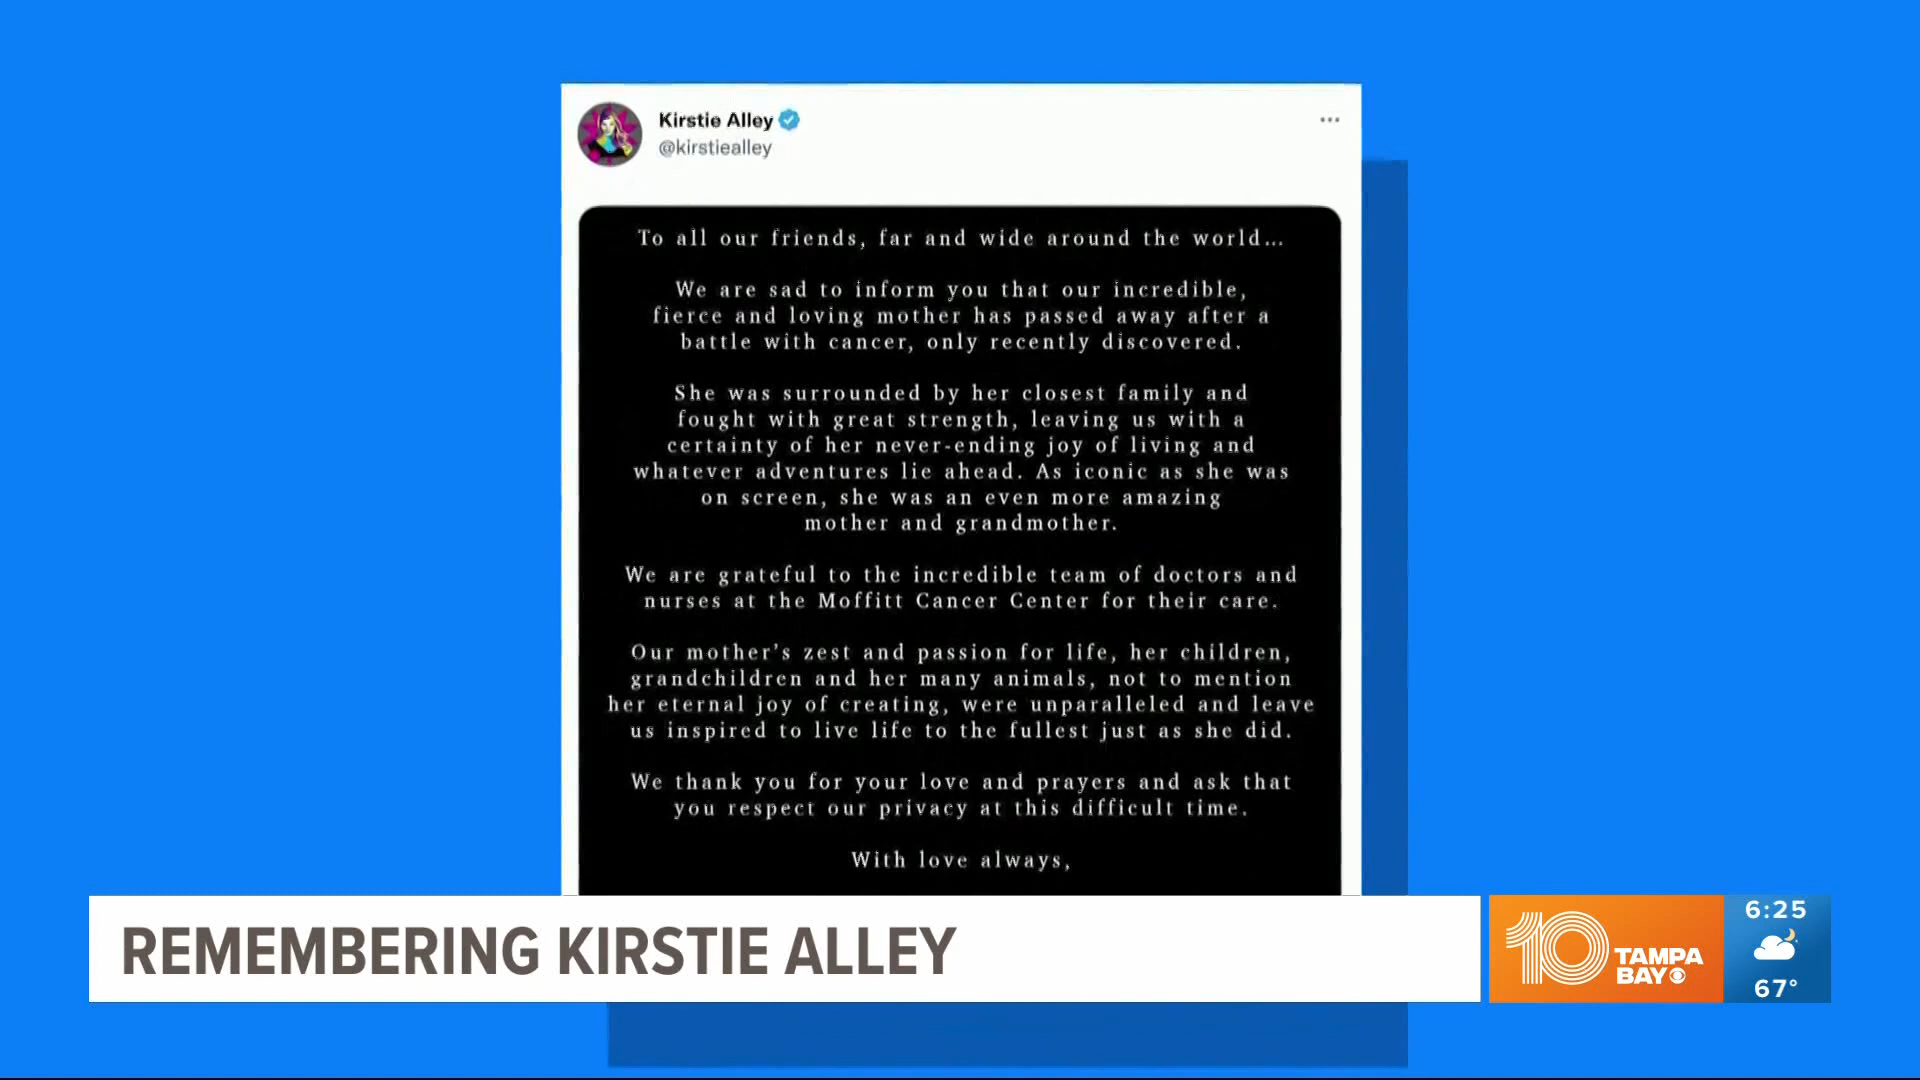 Kirstie Alley
@kirstiealley
To all our friends, far and wide around the world...
We are sad to inform you that our incredible,
fierce and loving mother has passed away after a
battle with cancer, only recently discovered.
She was surrounded by her closest family and
fought with great strength, leaving us with a
certainty of her never-ending joy of living and
whatever adventures lie ahead. As iconic as she was
on screen, she was an even more amazing
mother and grandmother.
We are grateful to the incredible team of doctors and
nurses at the Moffitt Cancer Center for their care.
Our mother's zest and passion for life, her children,
grandchildren and her many animals, not to mention
her eternal joy of creating, were unparalleled and leave
us inspired to live life to the fullest just as she did.
We thank you for your love and prayers and ask that
you respect our privacy at this difficult time.
With love always,
REMEMBERING KIRSTIE ALLEY
10 TAMPA
BAY
6:25
67°